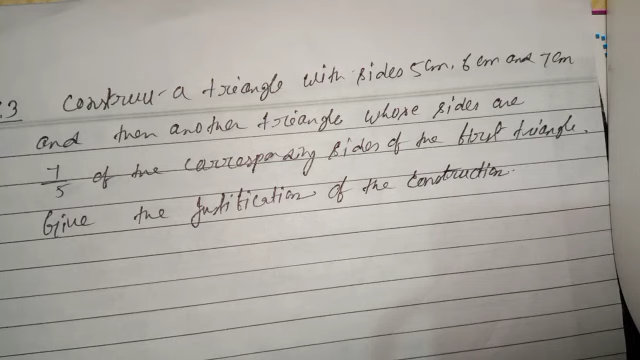 :3 Construu-a triangle with sides 5cm, 6cm and 7cm
and then another triangle whose sides are
7/5 of the corresponding sides of the first triangle.
Give the justification of the construction.